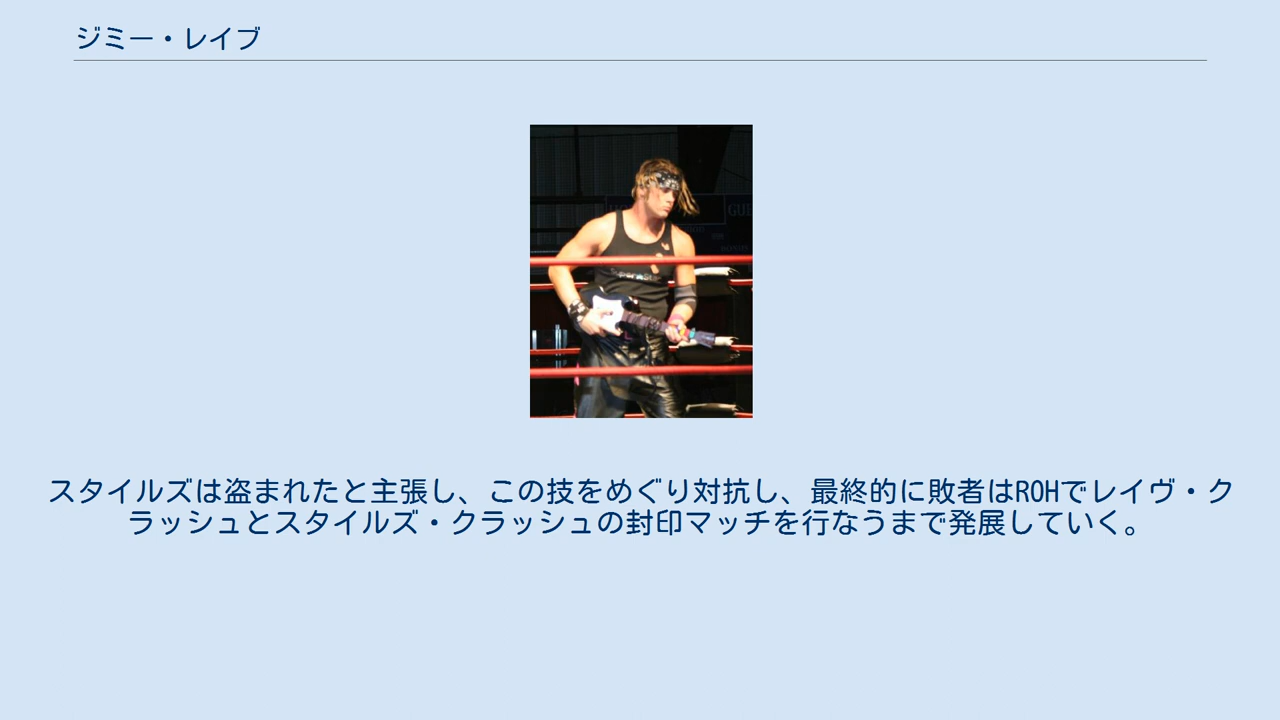 ジミー・レイブ
スタイルズは盗まれたと主張し、この技をめぐり対抗し、最終的に敗者はROHでレイヴ・ク
ラッシュとスタイルズ・クラッシュの封印マッチを行なうまで発展していく。